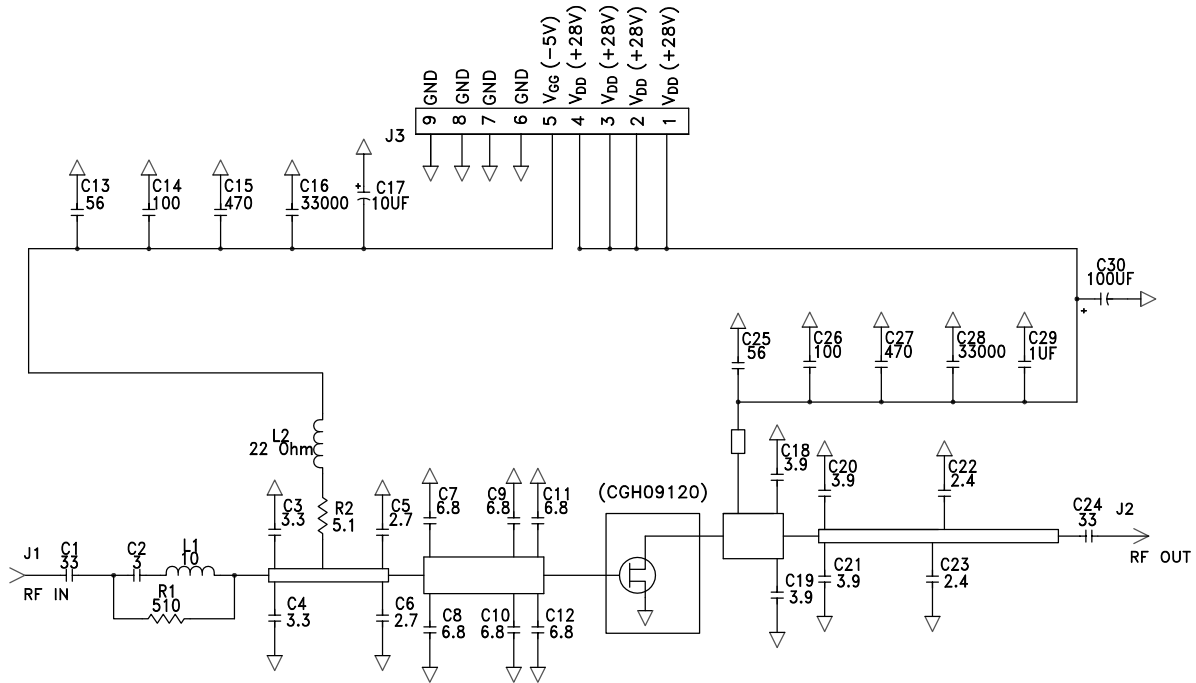 VGG (−5V)
VDD (+28V)
VDD (+28V)
VDD (+28V)
VDD (+28V)
GND
GND
GND
GND
9 8 7 6 5 4 3 2 1
J3
C13
56
C14
100
C15
470
C16
33000
+
C17
10UF
C30
100UF
+
C25
56
C26
100
C27
470
C28
33000
C29
1UF
L2
22 Ohm
R2
5.1
C3
3.3
C5
2.7
C7
6.8
C9
6.8
C11
6.8
(CGH09120)
C18
3.9
C20
3.9
C22
2.4
C24
33
J2
RF OUT
J1
RF IN
C1
33
C2
3
L1
10
R1
510
C4
3.3
C6
2.7
C8
6.8
C10
6.8
C12
6.8
C19
3.9
C21
3.9
C23
2.4